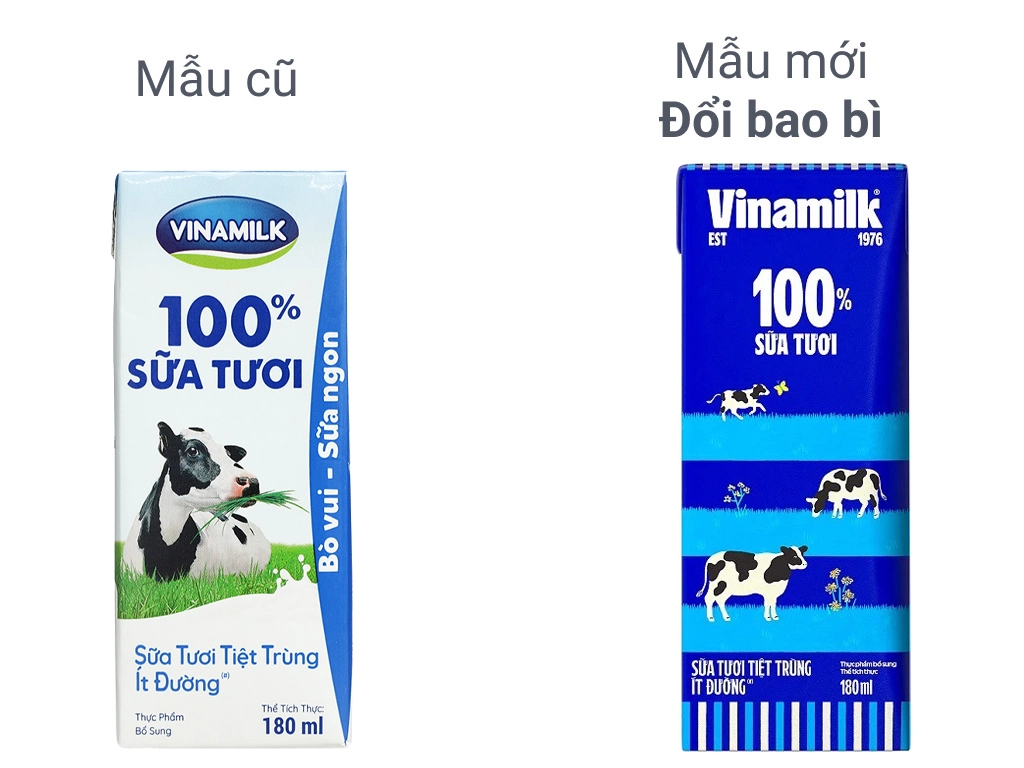 Mẫu cũ
VINAMILK
100%
SỮA TƯƠI
Bò vui - Sữa ngon
Sữa Tươi Tiệt Trùng
Ít Đường(#)
Thực Phẩm
Bổ Sung
Thể Tích Thực:
180 ml
Mẫu mới
Đổi bao bì
Vinamilk®
EST 1976
100%
SỮA TƯƠI
SỮA TƯƠI TIỆT TRÙNG
ÍT ĐƯỜNG(#)
Thực phẩm bổ sung
Thể tích thực
180 ml